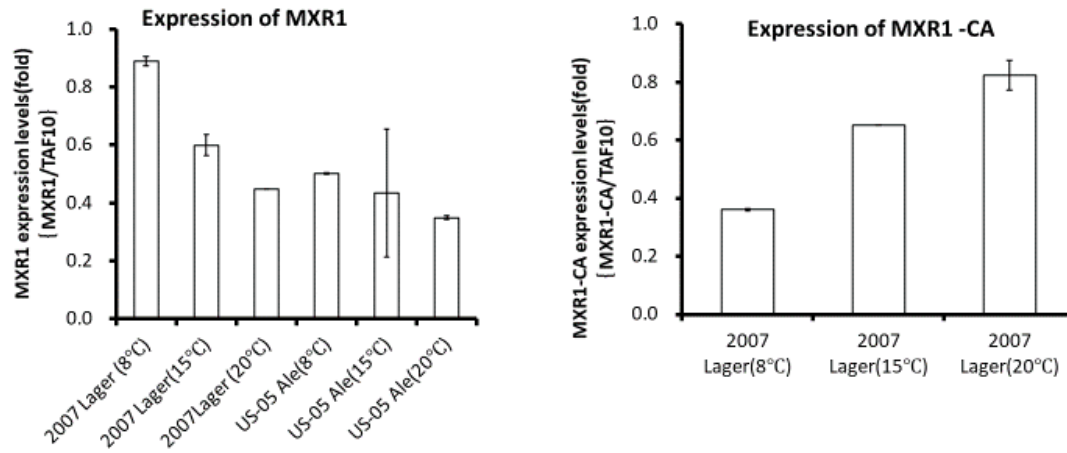 Expression of MXR1
MXR1 expression levels(fold)
{ MXR1/TAF10}
1.0
0.8
0.6
0.4
0.2
0.0
2007 Lager (8°C)
2007 Lager(15°C)
2007Lager (20°C)
US-05 Ale(8°C)
US-05 Ale(15°C)
US-05 Ale(20°C)
Expression of MXR1 -CA
MXR1-CA expression levels(fold)
{ MXR1-CA/TAF10}
1.0
0.8
0.6
0.4
0.2
0.0
2007
Lager(8°C)
2007
Lager(15°C)
2007
Lager(20°C)